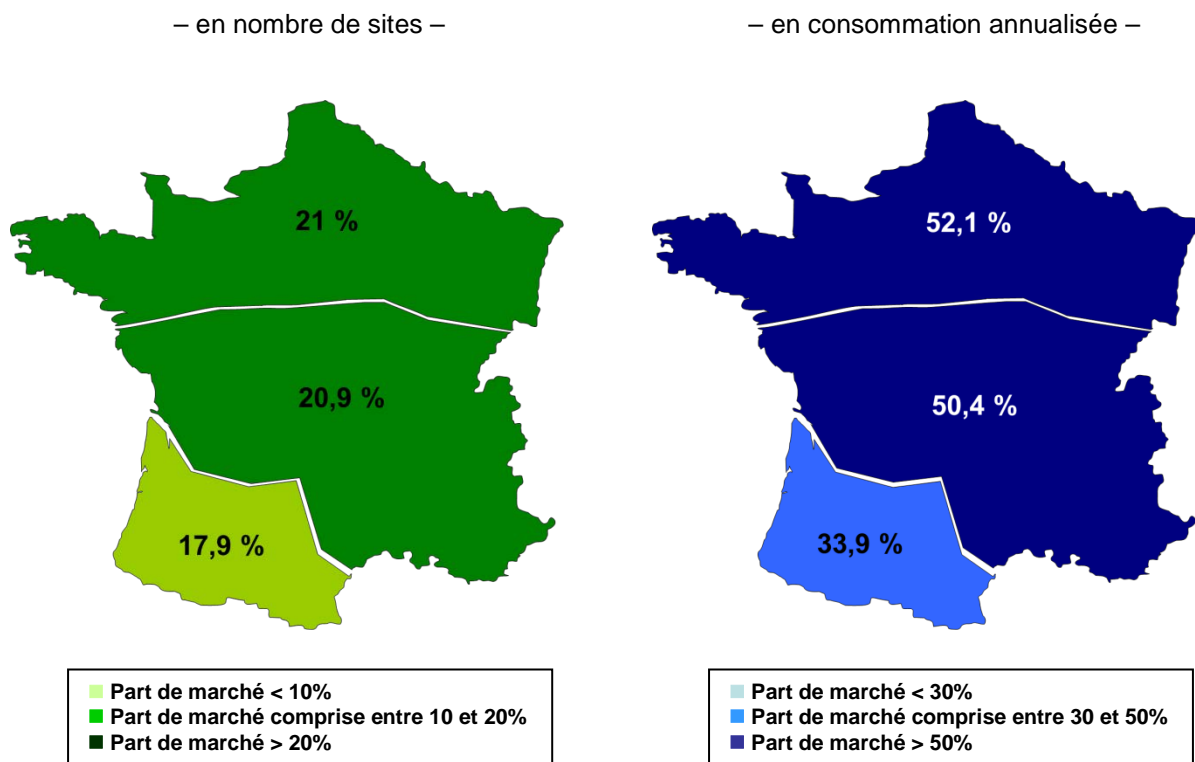 – en nombre de sites –
21 %
20,9 %
17,9 %
Part de marché < 10%
Part de marché comprise entre 10 et 20%
Part de marché > 20%
– en consommation annualisée –
52,1 %
50,4 %
33,9 %
Part de marché < 30%
Part de marché comprise entre 30 et 50%
Part de marché > 50%